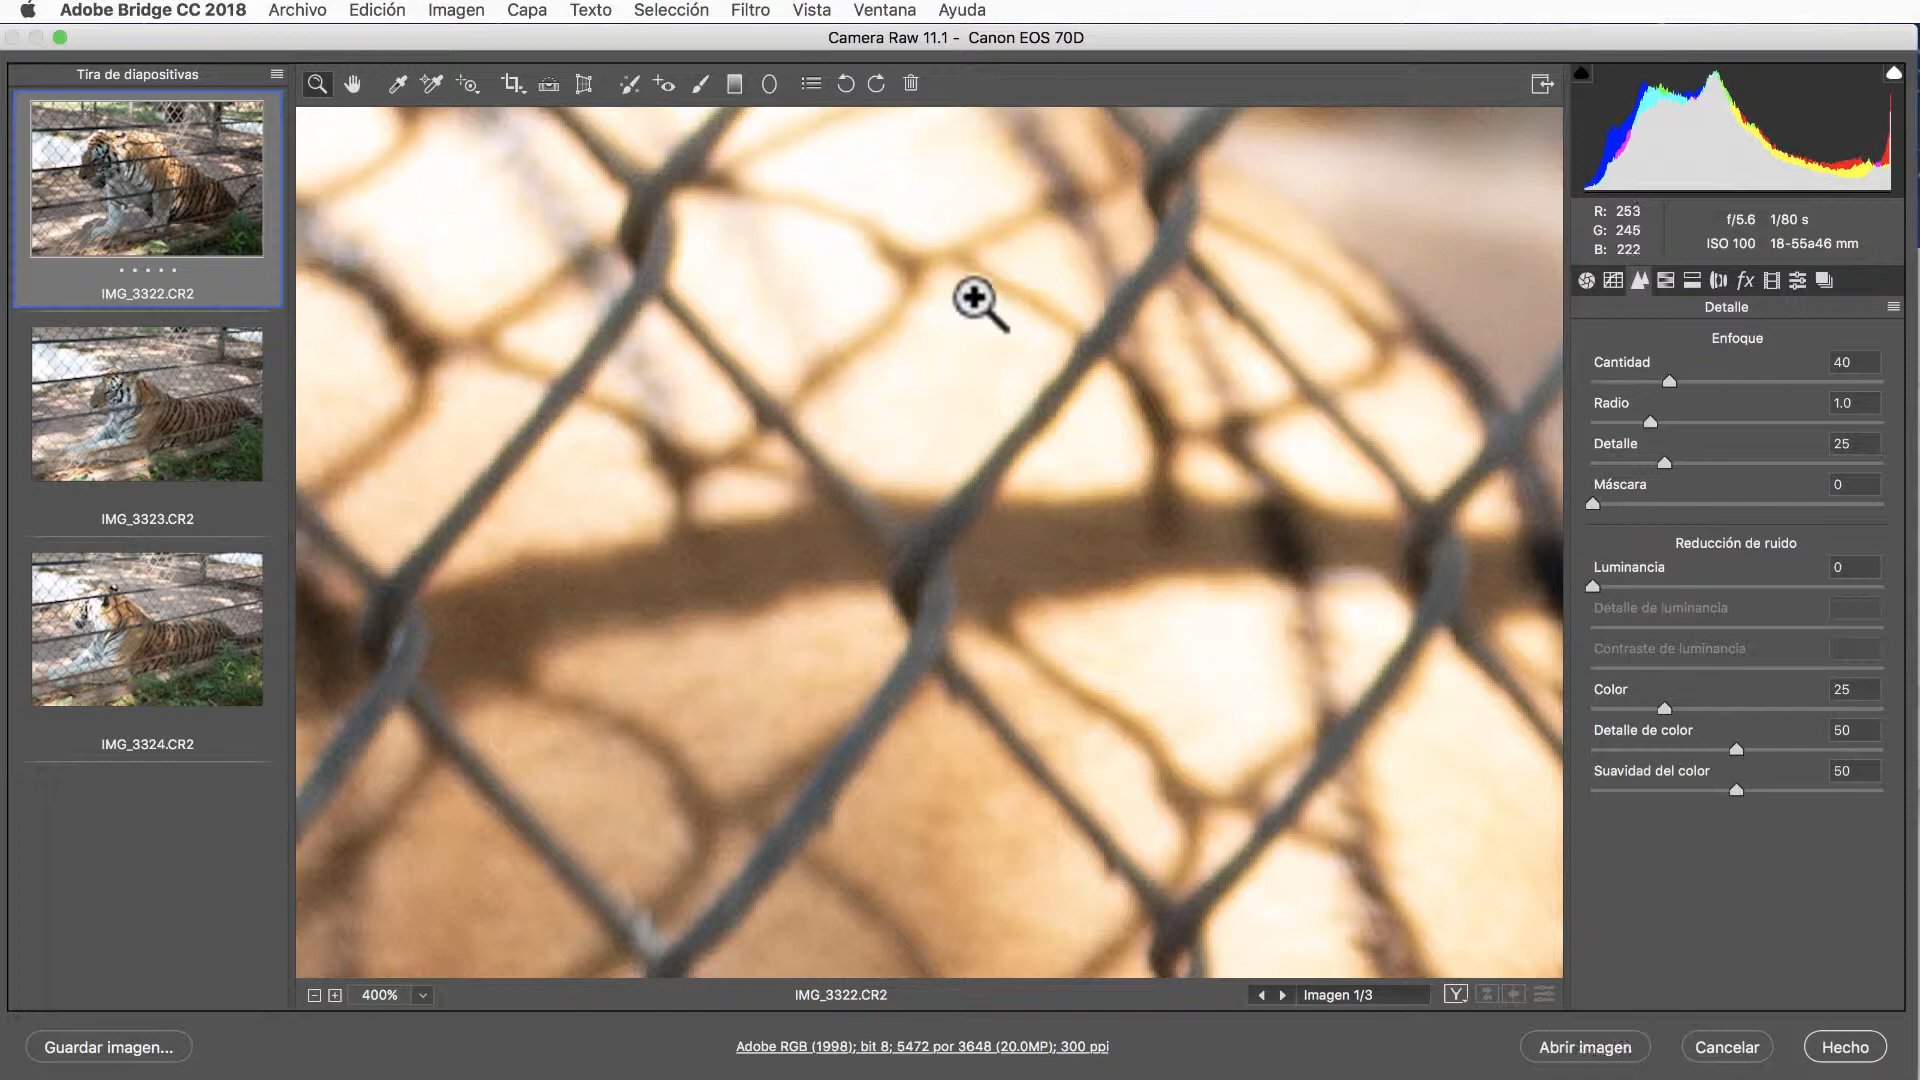 Adobe Bridge CC 2018 Archivo Edición Imagen Capa Texto Selección Filtro Vista Ventana Ayuda
Camera Raw 11.1 - Canon EOS 70D
Tira de diapositivas
IMG_3322.CR2
IMG_3323.CR2
IMG_3324.CR2
400%
IMG_3322.CR2
Imagen 1/3
Y
R: 253
G: 245
B: 222
f/5.6 1/80 s
ISO 100 18-55a46 mm
fx
Detalle
Enfoque
Cantidad 40
Radio 1.0
Detalle 25
Máscara 0
Reducción de ruido
Luminancia 0
Detalle de luminancia
Contraste de luminancia
Color 25
Detalle de color 50
Suavidad del color 50
Guardar imagen...
Adobe RGB (1998); bit 8; 5472 por 3648 (20.0MP); 300 ppi
Abrir imagen Cancelar Hecho